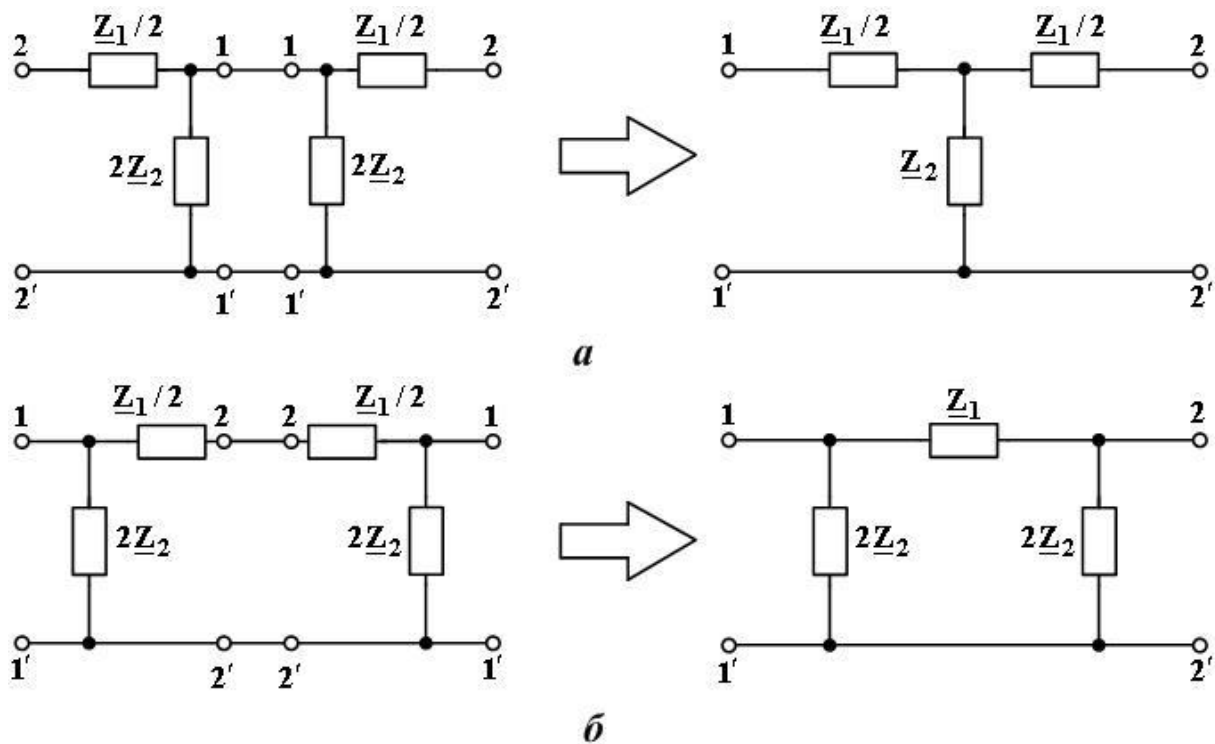 2 Z1/2 1 1 Z1/2 2
2Z2 2Z2
2' 1' 1' 2'
1 Z1/2 Z1/2 2
Z2
1' 2'
а
1 Z1/2 2 2 Z1/2 1
2Z2 2Z2
1' 2' 2' 1'
1 Z1 2
2Z2 2Z2
1' 2'
б